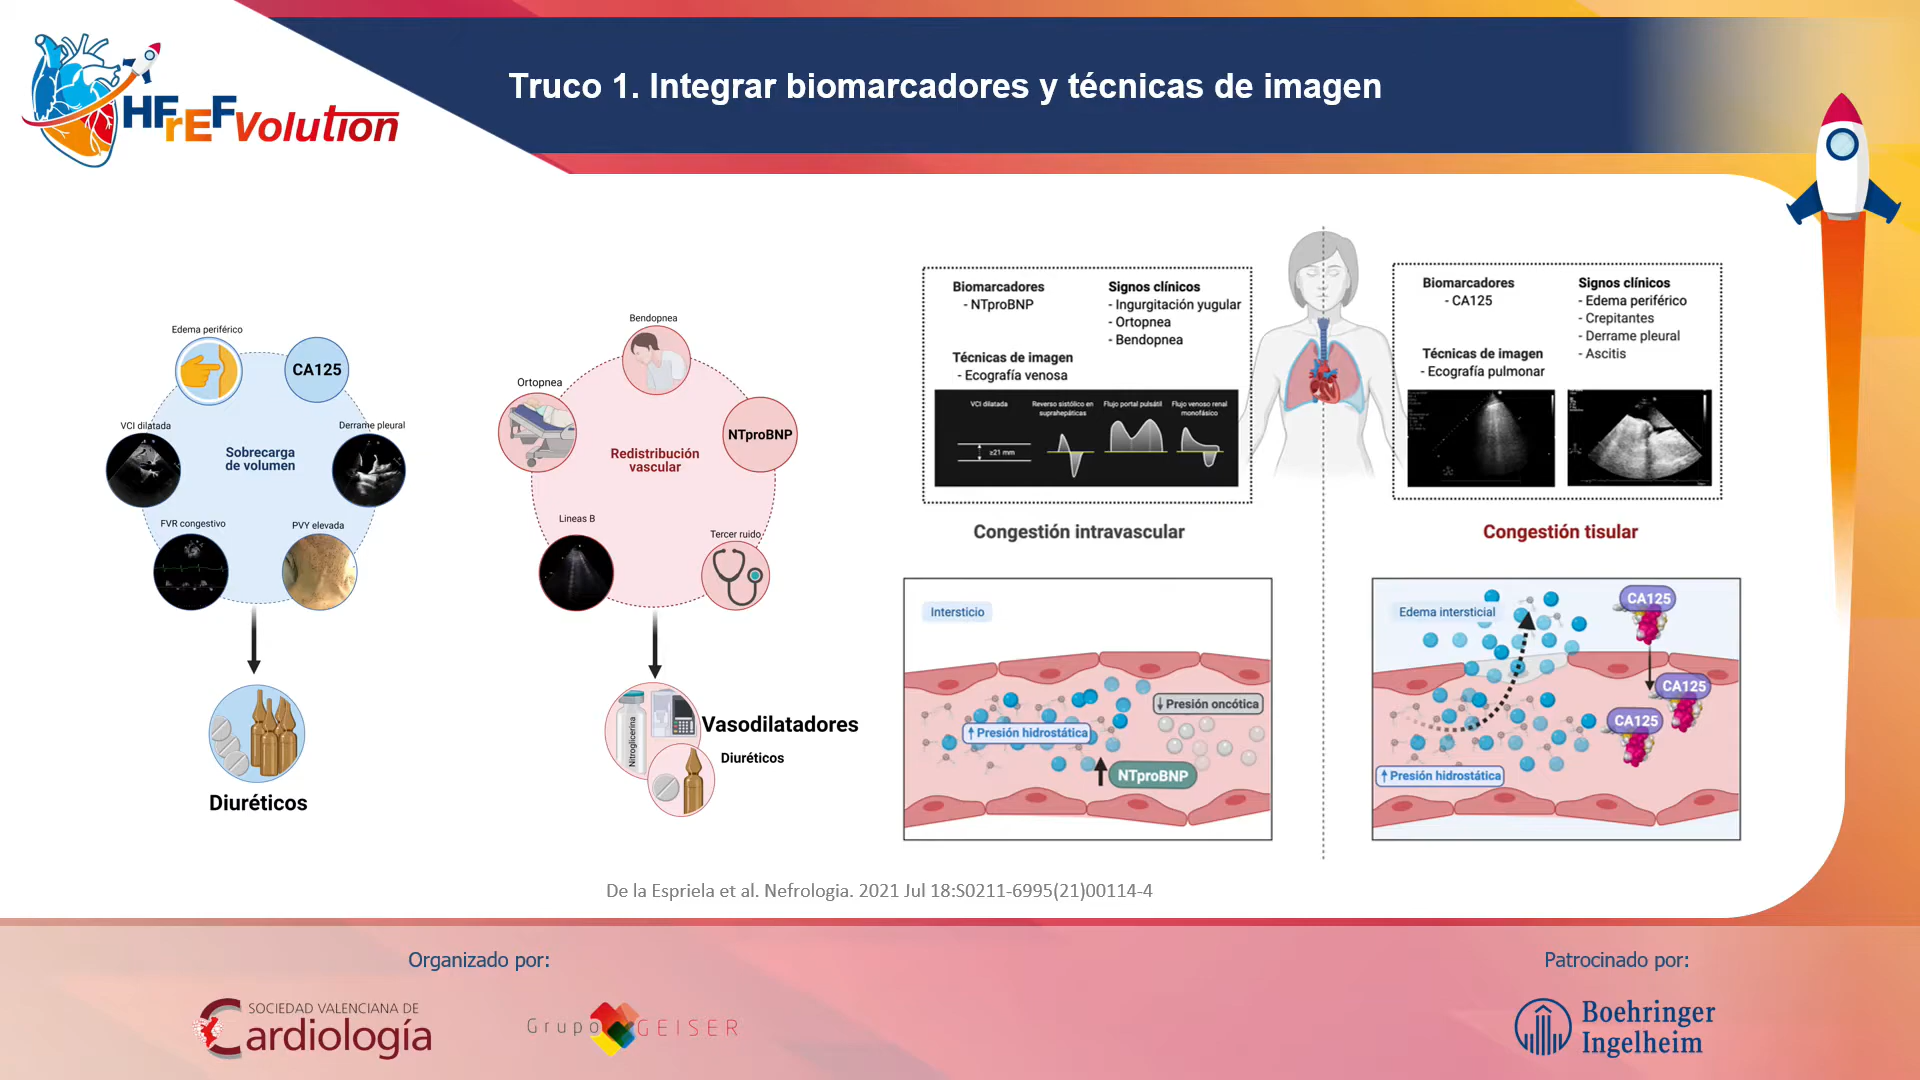 HFrEFVolution
Truco 1. Integrar biomarcadores y técnicas de imagen
Edema periférico
CA125
VCI dilatada
Derrame pleural
Sobrecarga
de volumen
FVR congestivo
PVY elevada
Diuréticos
Bendopnea
Ortopnea
NTproBNP
Redistribución
vascular
Lineas B
Tercer ruido
Nitroglicerina
Vasodilatadores
Diuréticos
Biomarcadores
- NTproBNP
Signos clínicos
- Ingurgitación yugular
- Ortopnea
- Bendopnea
Técnicas de imagen
- Ecografía venosa
VCI dilatada
≥21 mm
Reverso sistólico en
suprahepáticas
Flujo portal pulsátil
Flujo venoso renal
monofásico
Congestión intravascular
Biomarcadores
- CA125
Signos clínicos
- Edema periférico
- Crepitantes
- Derrame pleural
- Ascitis
Técnicas de imagen
- Ecografía pulmonar
Congestión tisular
Intersticio
↓ Presión oncótica
↑ Presión hidrostática
NTproBNP
Edema intersticial
CA125
CA125
CA125
↑ Presión hidrostática
De la Espriela et al. Nefrologia. 2021 Jul 18:S0211-6995(21)00114-4
Organizado por:
Patrocinado por:
SOCIEDAD VALENCIANA DE
Cardiología
Grupo GEISER
Boehringer
Ingelheim